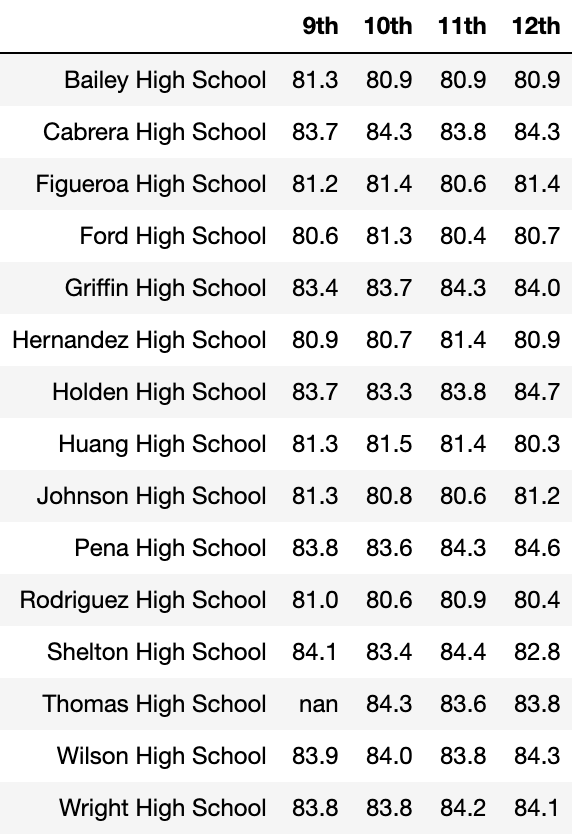 9th 10th 11th 12th
Bailey High School 81.3 80.9 80.9 80.9
Cabrera High School 83.7 84.3 83.8 84.3
Figueroa High School 81.2 81.4 80.6 81.4
Ford High School 80.6 81.3 80.4 80.7
Griffin High School 83.4 83.7 84.3 84.0
Hernandez High School 80.9 80.7 81.4 80.9
Holden High School 83.7 83.3 83.8 84.7
Huang High School 81.3 81.5 81.4 80.3
Johnson High School 81.3 80.8 80.6 81.2
Pena High School 83.8 83.6 84.3 84.6
Rodriguez High School 81.0 80.6 80.9 80.4
Shelton High School 84.1 83.4 84.4 82.8
Thomas High School nan 84.3 83.6 83.8
Wilson High School 83.9 84.0 83.8 84.3
Wright High School 83.8 83.8 84.2 84.1